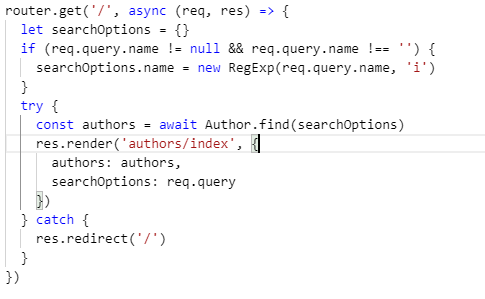 router.get('/', async (req, res) => {
  let searchOptions = {}
  if (req.query.name != null && req.query.name !== '') {
    searchOptions.name = new RegExp(req.query.name, 'i')
  }
  try {
    const authors = await Author.find(searchOptions)
    res.render('authors/index', {
      authors: authors,
      searchOptions: req.query
    })
  } catch {
    res.redirect('/')
  }
})